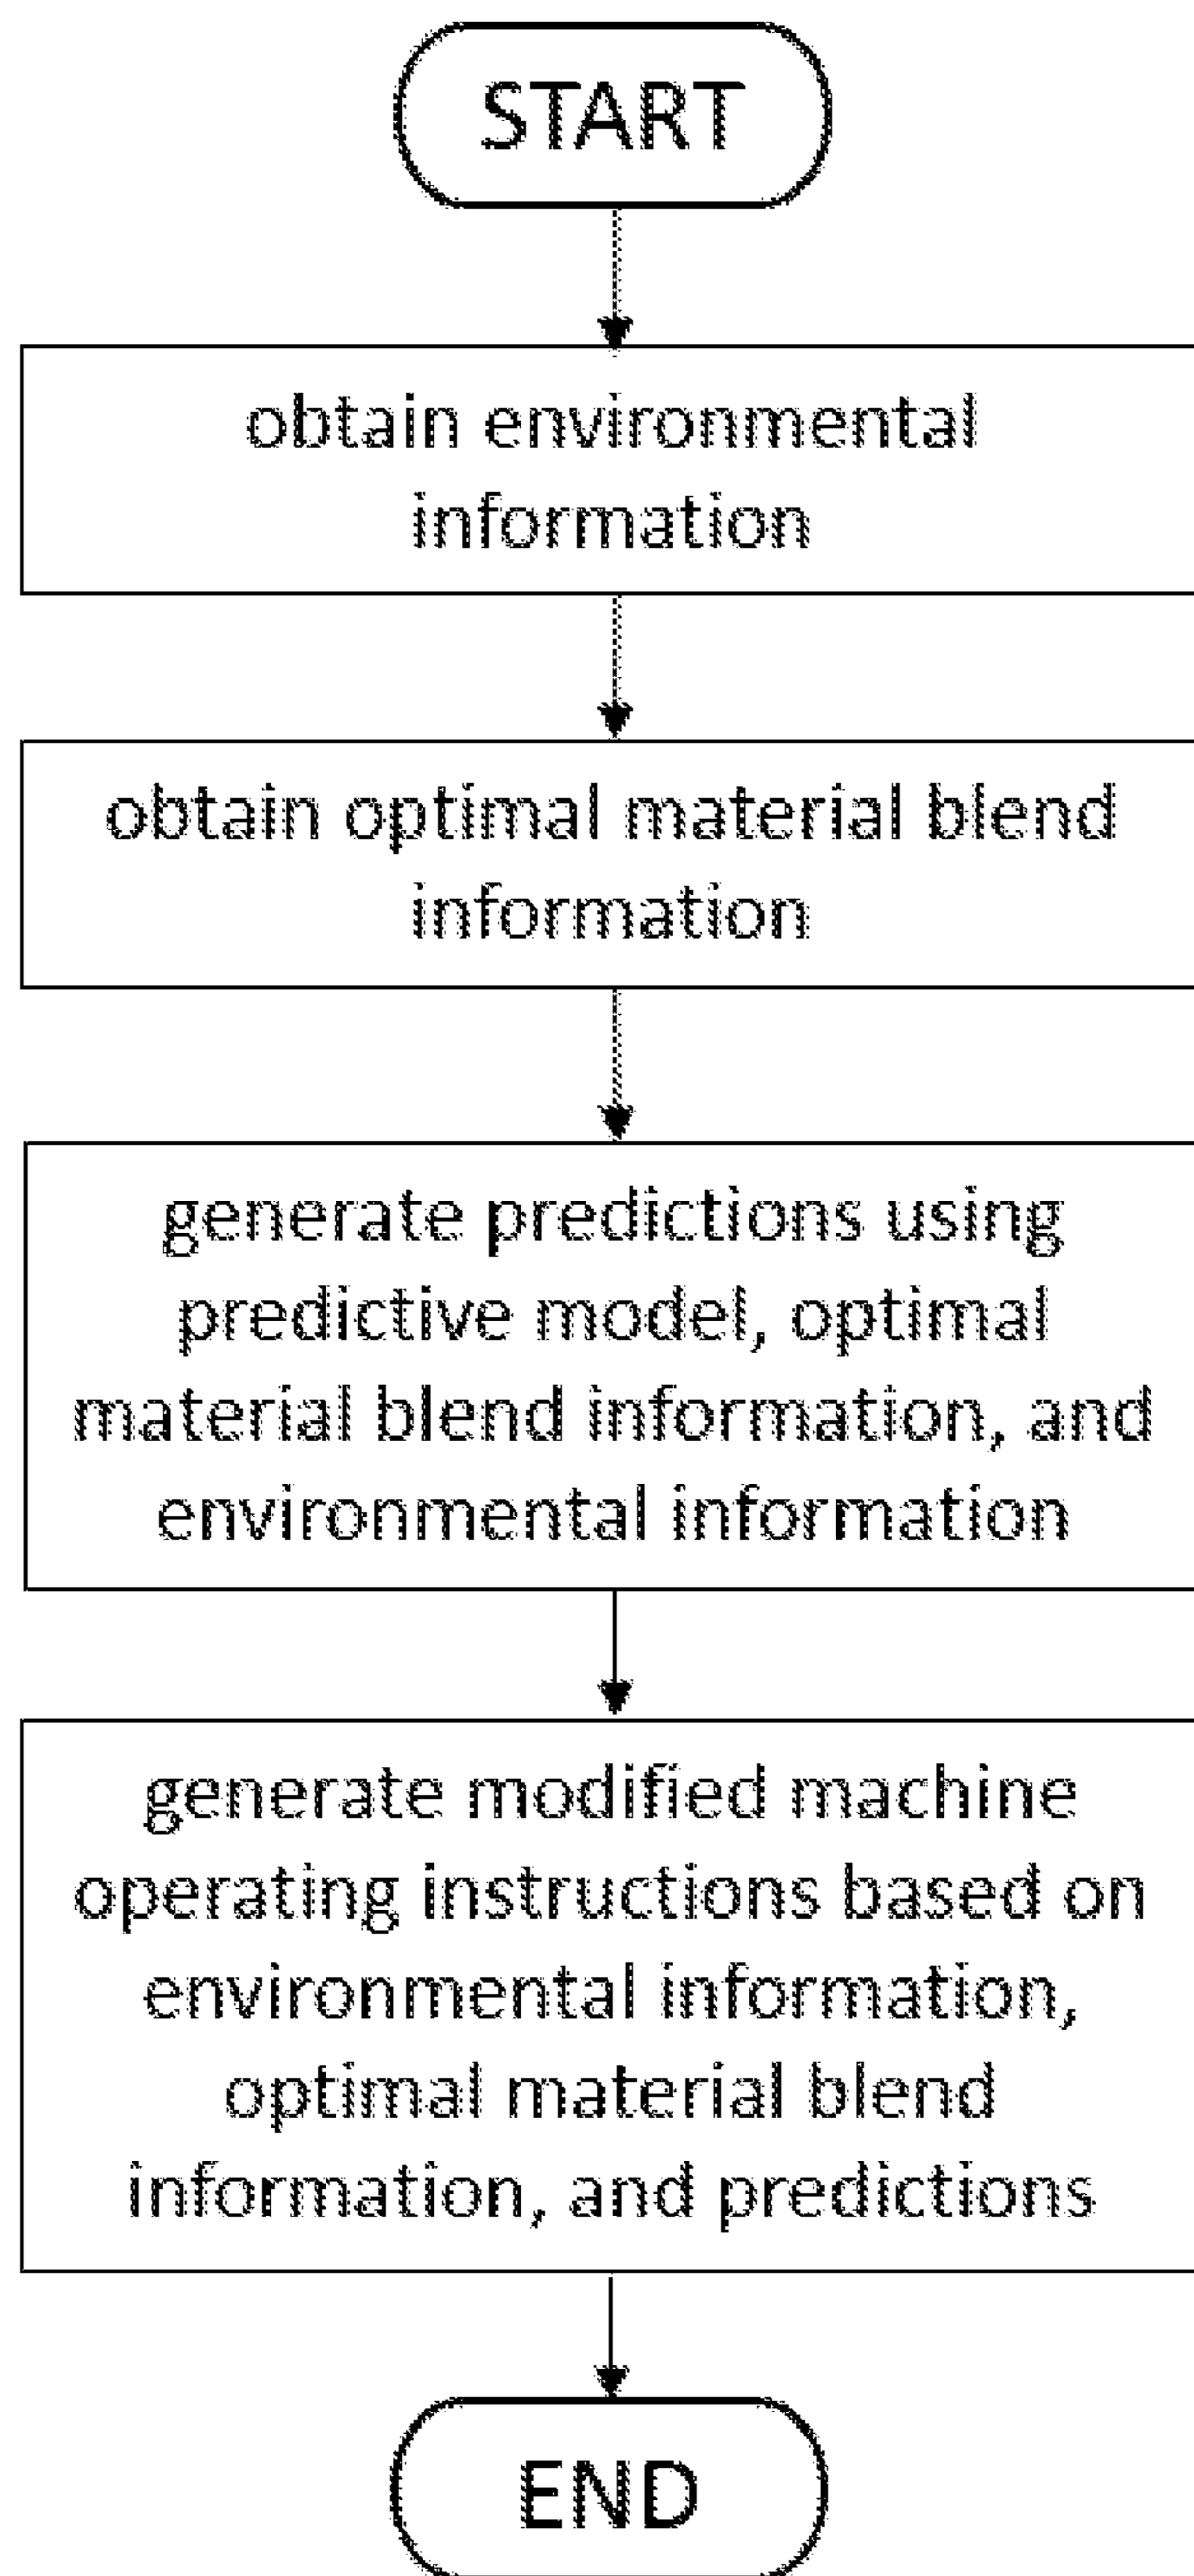 START
obtain environmental
information
obtain optimal material blend
information
generate predictions using
predictive model, optimal
material blend information, and
environmental information
generate modified machine
operating instructions based on
environmental information,
optimal material blend
information, and predictions
END